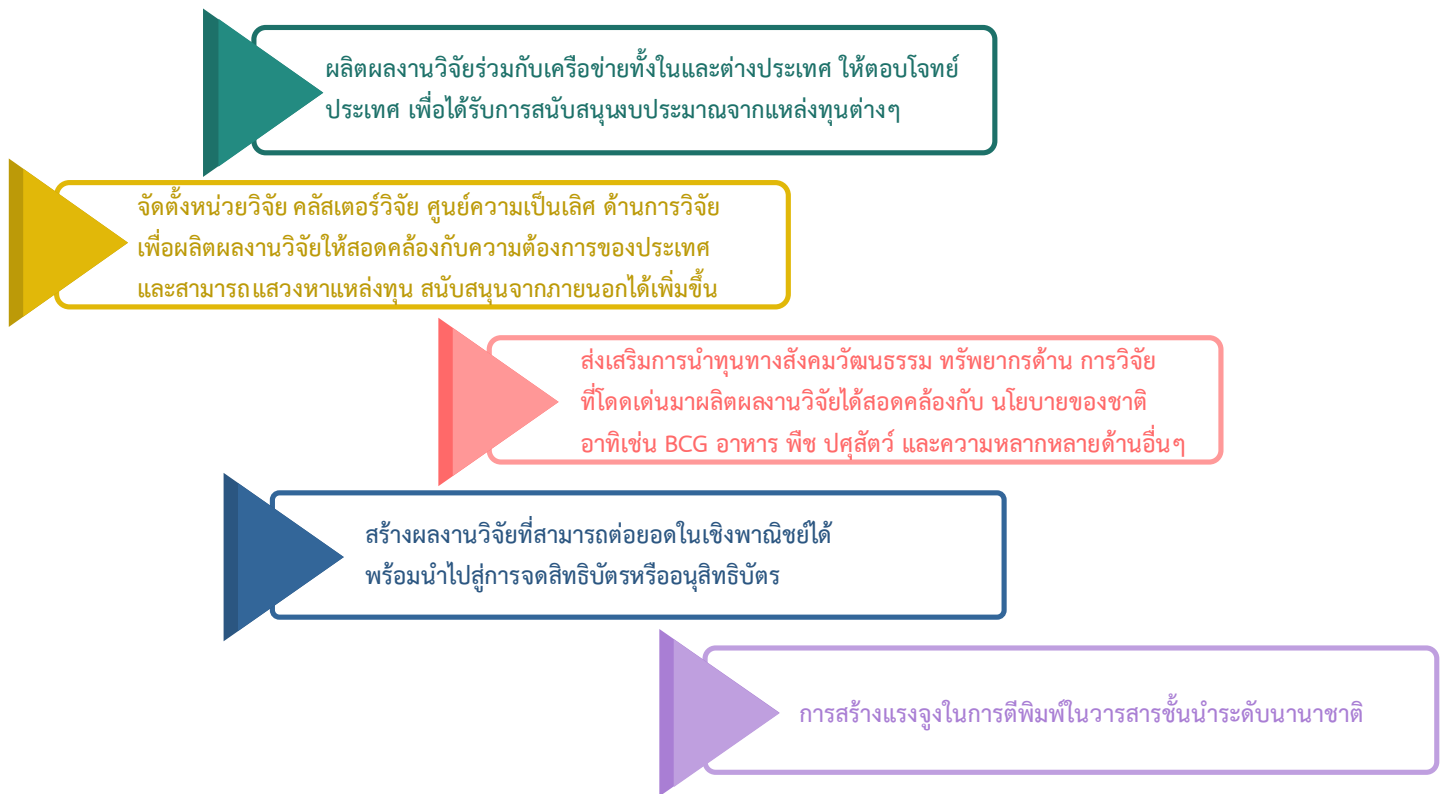 ผลิตผลงานวิจัยร่วมกับเครือข่ายทั้งในและต่างประเทศ ให้ตอบโจทย์
ประเทศ เพื่อได้รับการสนับสนุนงบประมาณจากแหล่งทุนต่างๆ
จัดตั้งหน่วยวิจัย คลัสเตอร์วิจัย ศูนย์ความเป็นเลิศ ด้านการวิจัย
เพื่อผลิตผลงานวิจัยให้สอดคล้องกับความต้องการของประเทศ
และสามารถแสวงหาแหล่งทุน สนับสนุนจากภายนอกได้เพิ่มขึ้น
ส่งเสริมการนำทุนทางสังคมวัฒนธรรม ทรัพยากรด้าน การวิจัย
ที่โดดเด่นมาผลิตผลงานวิจัยได้สอดคล้องกับ นโยบายของชาติ
อาทิเช่น BCG อาหาร พืช ปศุสัตว์ และความหลากหลายด้านอื่นๆ
สร้างผลงานวิจัยที่สามารถต่อยอดในเชิงพาณิชย์ได้
พร้อมนำไปสู่การจดสิทธิบัตรหรืออนุสิทธิบัตร
การสร้างแรงจูงในการตีพิมพ์ในวารสารชั้นนำระดับนานาชาติ